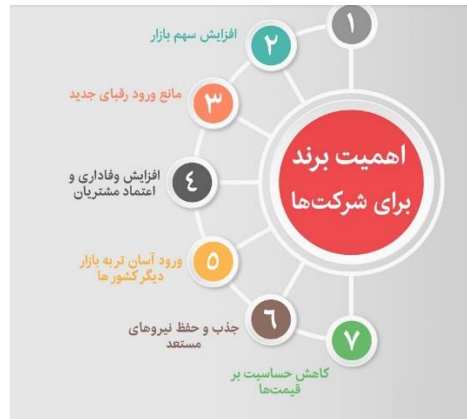 اهمیت برند
برای شرکت‌ها
۱
۲
افزایش سهم بازار
۳
مانع ورود رقبای جدید
٤
افزایش وفاداری و
اعتماد مشتریان
۵
ورود آسان تر به بازار
دیگر کشور ها
٦
جذب و حفظ نیروهای
مستعد
۷
کاهش حساسیت بر
قیمت‌ها